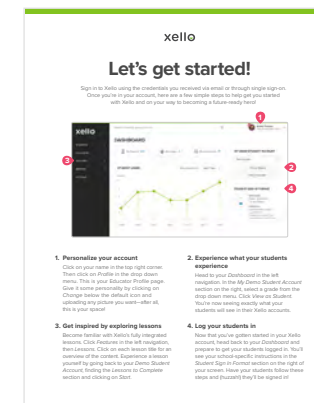 xello
Let's get started!
Sign in to Xello using the credentials you received via email or through single sign-on.
Once you're in your account, here are a few simple steps to help get you started
with Xello and on your way to becoming a future-ready hero!
1
xello
DASHBOARD
3
2
4
1. Personalize your account
Click on your name in the top right corner.
Then click on Profile in the drop down
menu. This is your Educator Profile page.
Give it some personality by clicking on
Change below the default icon and
uploading any picture you want—after all,
this is your space!
2. Experience what your students
experience
Head to your Dashboard in the left
navigation. In the My Demo Student Account
section on the right, select a grade from the
drop down menu. Click View as Student.
You're now seeing exactly what your
students will see in their Xello accounts.
3. Get inspired by exploring lessons
Become familiar with Xello's fully integrated
lessons. Click Features in the left navigation,
then Lessons. Click on each lesson title for an
overview of the content. Experience a lesson
yourself by going back to your Demo Student
Account, finding the Lessons to Complete
section and clicking on Start.
4. Log your students in
Now that you've gotten started in your Xello
account, head back to your Dashboard and
prepare to get your students logged in. You'll
see your school-specific instructions in the
Student Sign in Format section on the right of
your screen. Have your students follow these
steps and (huzzah!) they'll be signed in!